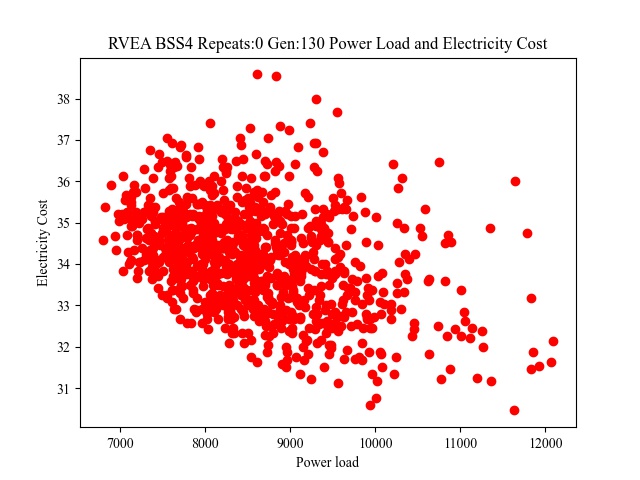 RVEA BSS4 Repeats:0 Gen:130 Power Load and Electricity Cost
38
37
36
35
34
33
32
31
Electricity Cost
7000 8000 9000 10000 11000 12000
Power load